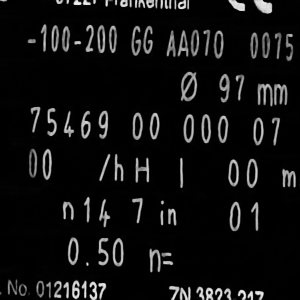 67227 Frankenthal
-100-200 GG AA070 0075
Ø 97 mm
75469 00 000 07
00 /h H | 00 m
n 14 7 in 01
0.50 n=
No. 01216137 ZN 3823 217